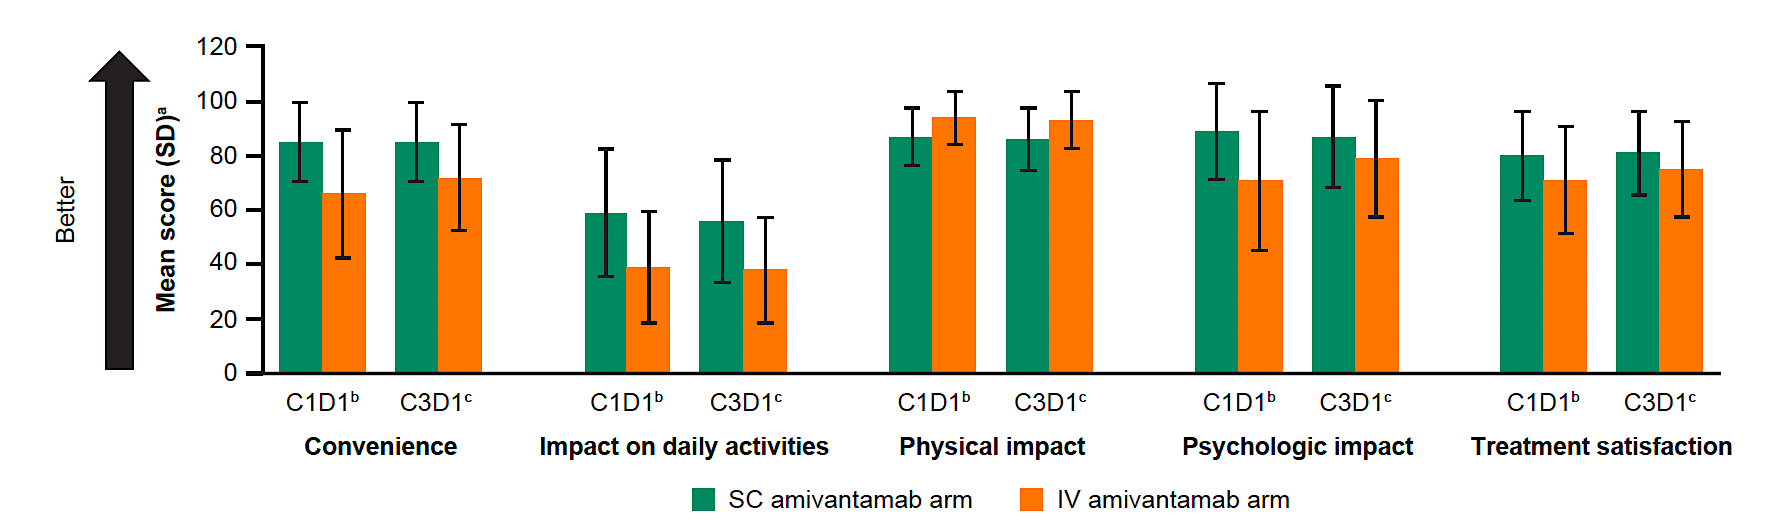 120
100
80
60
40
20
0
Better
Mean score (SD)ᵃ
C1D1ᵇ C3D1ᶜ C1D1ᵇ C3D1ᶜ C1D1ᵇ C3D1ᶜ C1D1ᵇ C3D1ᶜ C1D1ᵇ C3D1ᶜ
Convenience Impact on daily activities Physical impact Psychologic impact Treatment satisfaction
SC amivantamab arm IV amivantamab arm